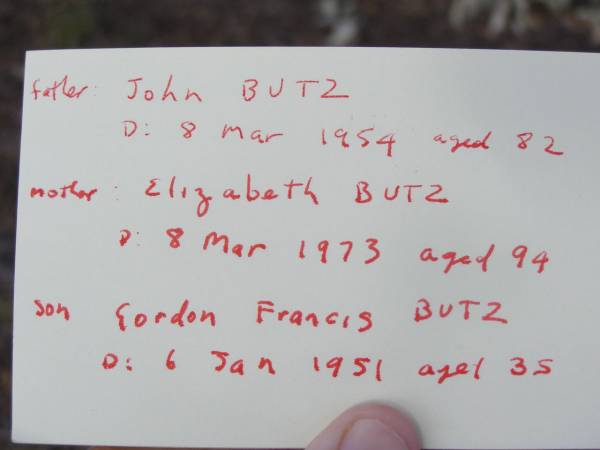 father: John BUTZ
D: 8 Mar 1954 aged 82
mother: Elizabeth BUTZ
D: 8 Mar 1973 aged 94
son Gordon Francis BUTZ
D: 6 Jan 1951 aged 35